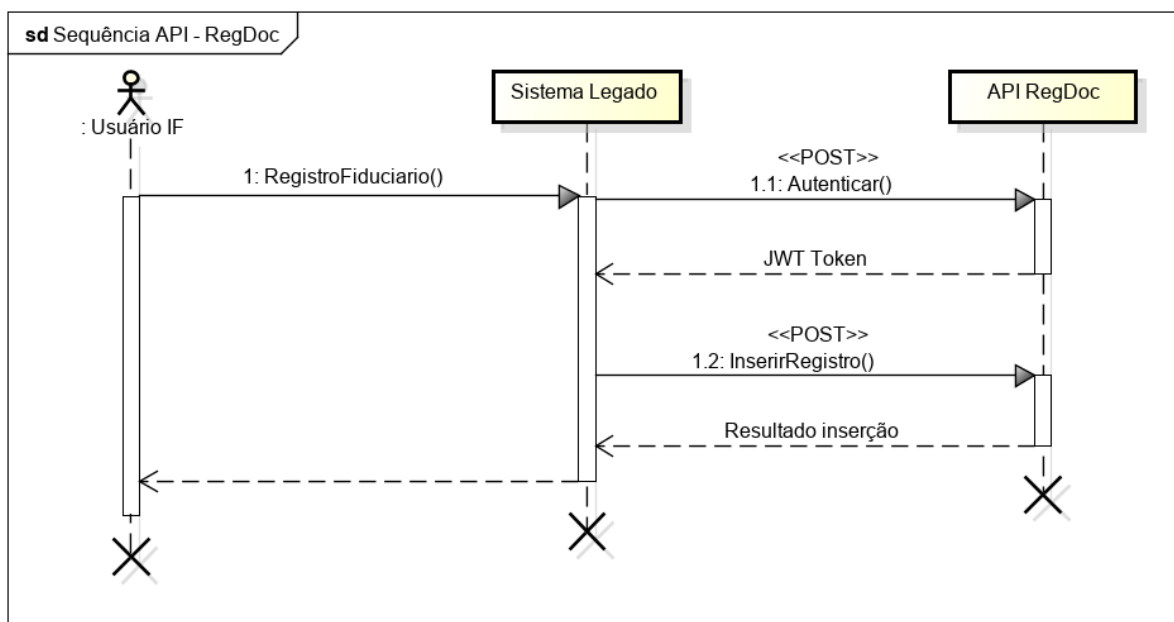 sd Sequência API - RegDoc
Sistema Legado
API RegDoc
: Usuário IF
<<POST>>
1: RegistroFiduciario()
1.1: Autenticar()
JWT Token
<<POST>>
1.2: InserirRegistro()
Resultado inserção